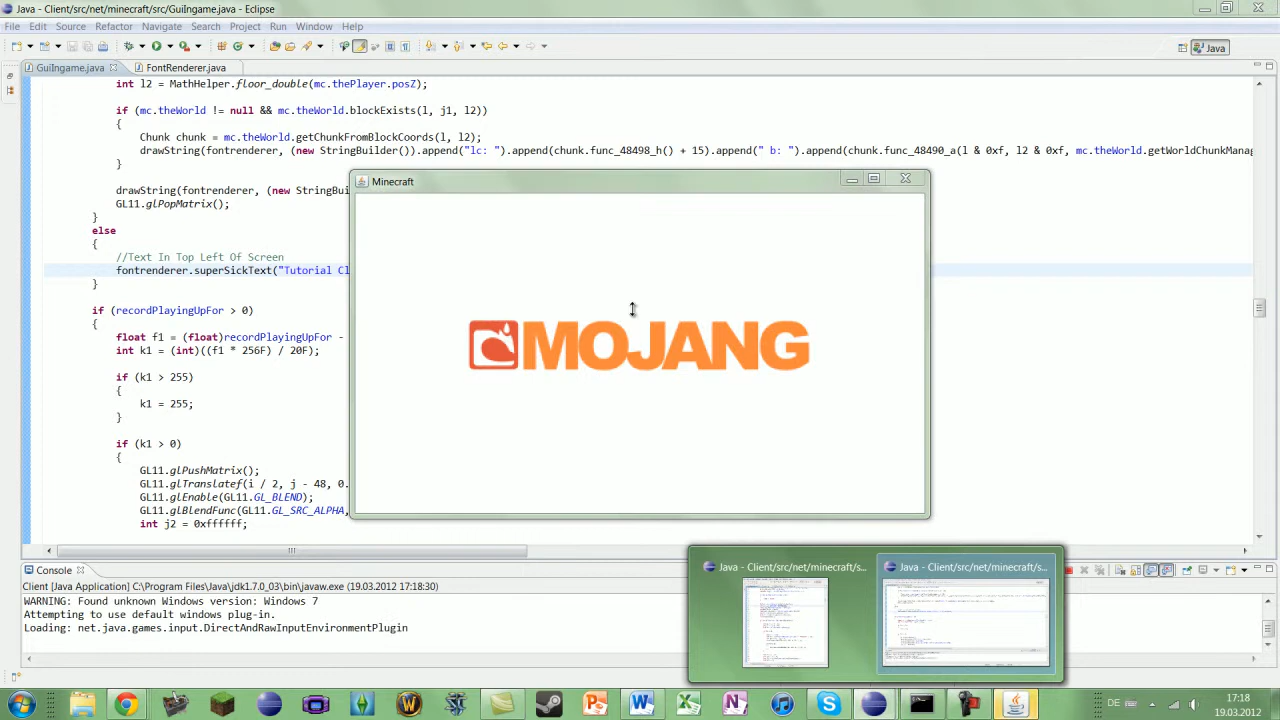 Java - Client/src/net/minecraft/src/GuiIngame.java - Eclipse
File Edit Source Refactor Navigate Search Project Run Window Help
Java
GuiIngame.java FontRenderer.java
int l2 = MathHelper.floor_double(mc.thePlayer.posZ);
if (mc.theWorld != null && mc.theWorld.blockExists(l, j1, l2))
{
Chunk chunk = mc.theWorld.getChunkFromBlockCoords(l, l2);
drawString(fontrenderer, (new StringBuilder()).append("lc: ").append(chunk.func_48498_h() + 15).append(" b: ").append(chunk.func_48490_a(l & 0xf, l2 & 0xf, mc.theWorld.getWorldChunkManag
}
drawString(fontrenderer, (new StringBui
GL11.glPopMatrix();
}
else
{
//Text In Top Left Of Screen
fontrenderer.superSickText("Tutorial Cl
}
if (recordPlayingUpFor > 0)
{
float f1 = (float)recordPlayingUpFor -
int k1 = (int)((f1 * 256F) / 20F);
if (k1 > 255)
{
k1 = 255;
}
if (k1 > 0)
{
GL11.glPushMatrix();
GL11.glTranslatef(i / 2, j - 48, 0.
GL11.glEnable(GL11.GL_BLEND);
GL11.glBlendFunc(GL11.GL_SRC_ALPHA,
int j2 = 0xffffff;
Minecraft
MOJANG
Console
Client [Java Application] C:\Program Files\Java\jdk1.7.0_03\bin\javaw.exe (19.03.2012 17:18:30)
WARNING: Found unknown Windows version: Windows 7
Attempting to use default windows plug-in.
Loading: net.java.games.input.DirectAndRawInputEnvironmentPlugin
Java - Client/src/net/minecraft/s...
Java - Client/src/net/minecraft/s...
DE
17:18
19.03.2012